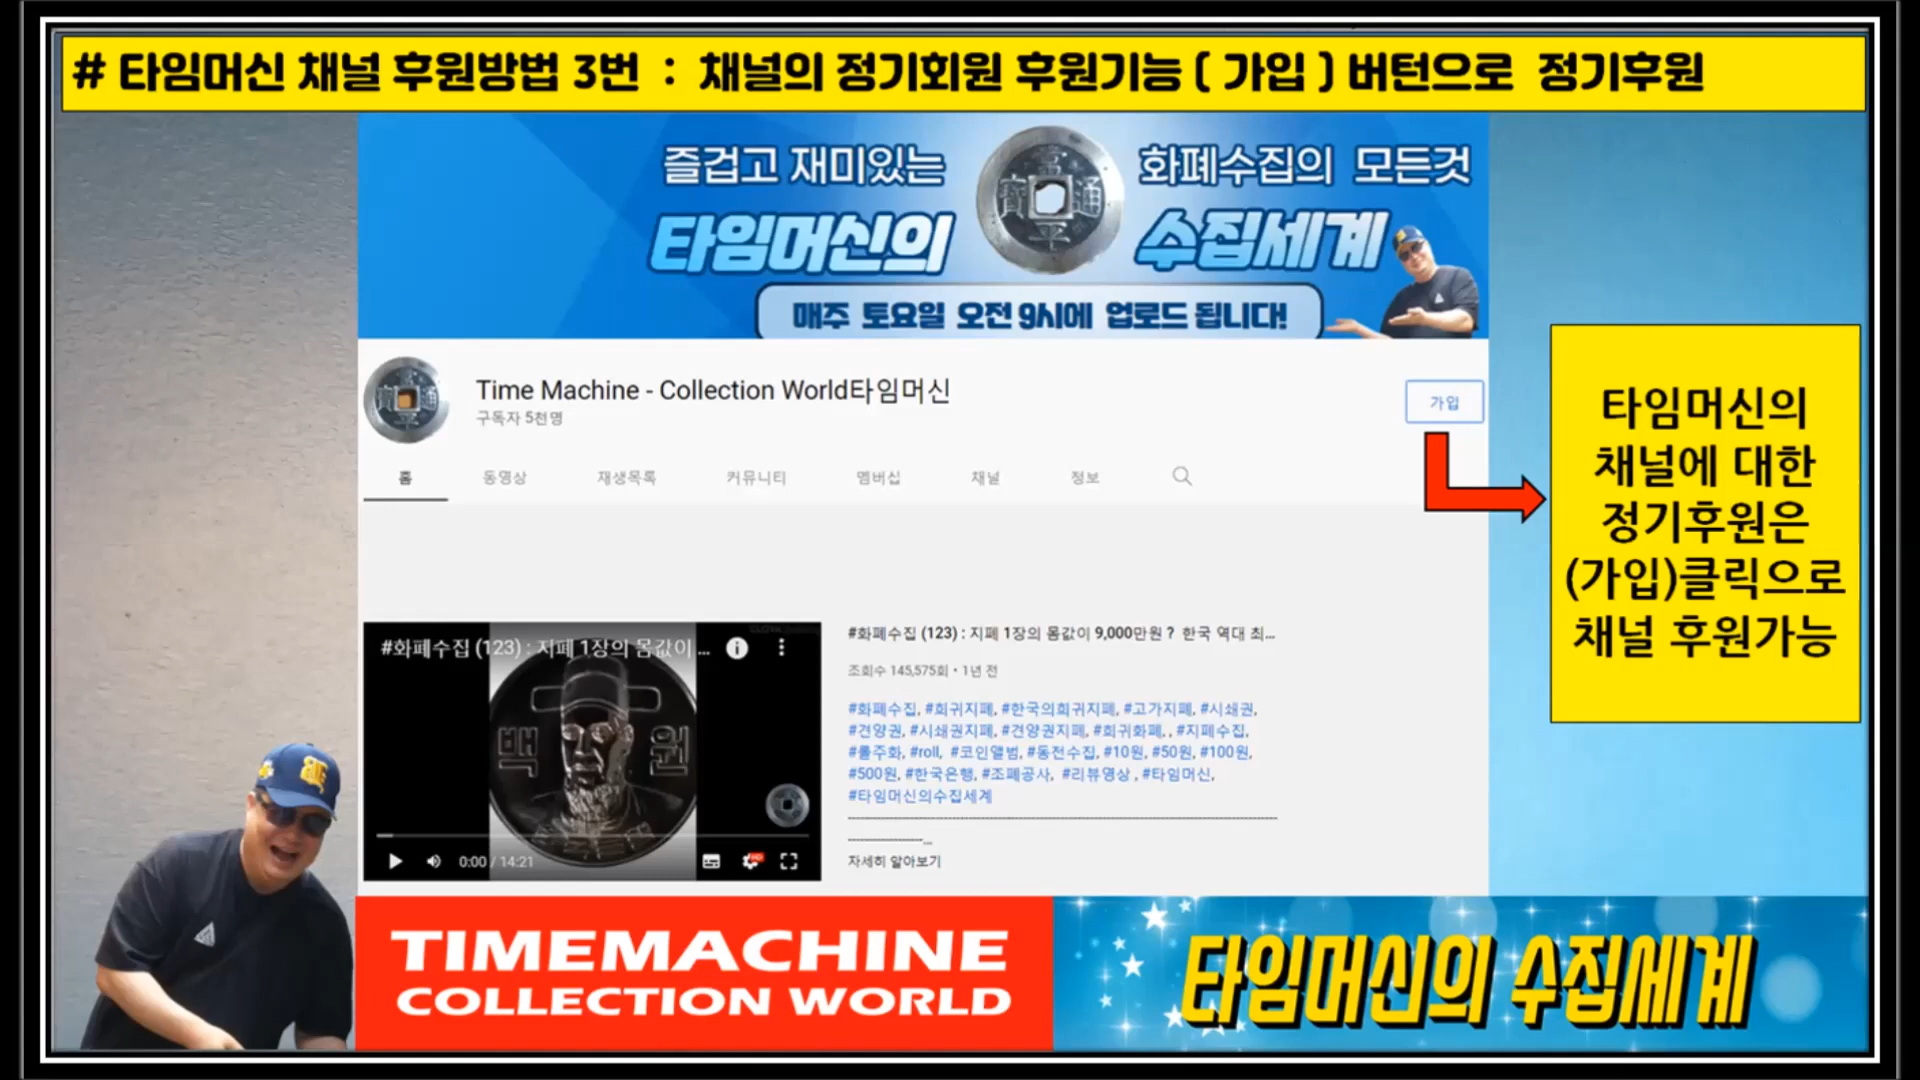 # 타임머신 채널 후원방법 3번 : 채널의 정기회원 후원기능 ( 가입 ) 버턴으로 정기후원
즐겁고 재미있는
화폐수집의 모든것
타임머신의
수집세계
매주 토요일 오전 9시에 업로드 됩니다!
常
平
通
寶
Time Machine - Collection World타임머신
구독자 5천명
가입
홈
동영상
재생목록
커뮤니티
멤버십
채널
정보
타임머신의
채널에 대한
정기후원은
(가입)클릭으로
채널 후원가능
#화폐수집 (123) : 지폐 1장의 몸값이 ...
백
원
0:00 / 14:21
#화폐수집 (123) : 지폐 1장의 몸값이 9,000만원 ? 한국 역대 최...
조회수 145,575회 • 1년 전
#화폐수집, #희귀지폐, #한국의희귀지폐, #고가지폐, #시쇄권,
#견양권, #시쇄권지폐, #견양권지폐, #희귀화폐, , #지폐수집,
#롤주화, #roll, #코인앨범, #동전수집, #10원, #50원, #100원,
#500원, #한국은행, #조폐공사, #리뷰영상 , #타임머신,
#타임머신의수집세계
자세히 알아보기
TIMEMACHINE
COLLECTION WORLD
타임머신의 수집세계